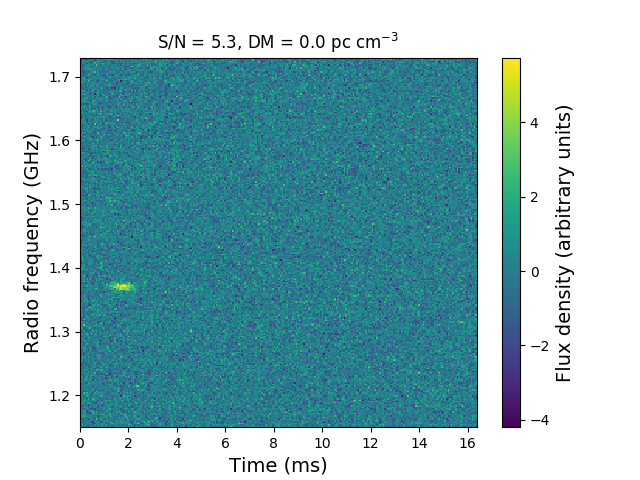 S/N = 5.3, DM = 0.0 pc cm⁻³
Radio frequency (GHz)
1.7
1.6
1.5
1.4
1.3
1.2
0 2 4 6 8 10 12 14 16
Time (ms)
4
2
0
−2
−4
Flux density (arbitrary units)